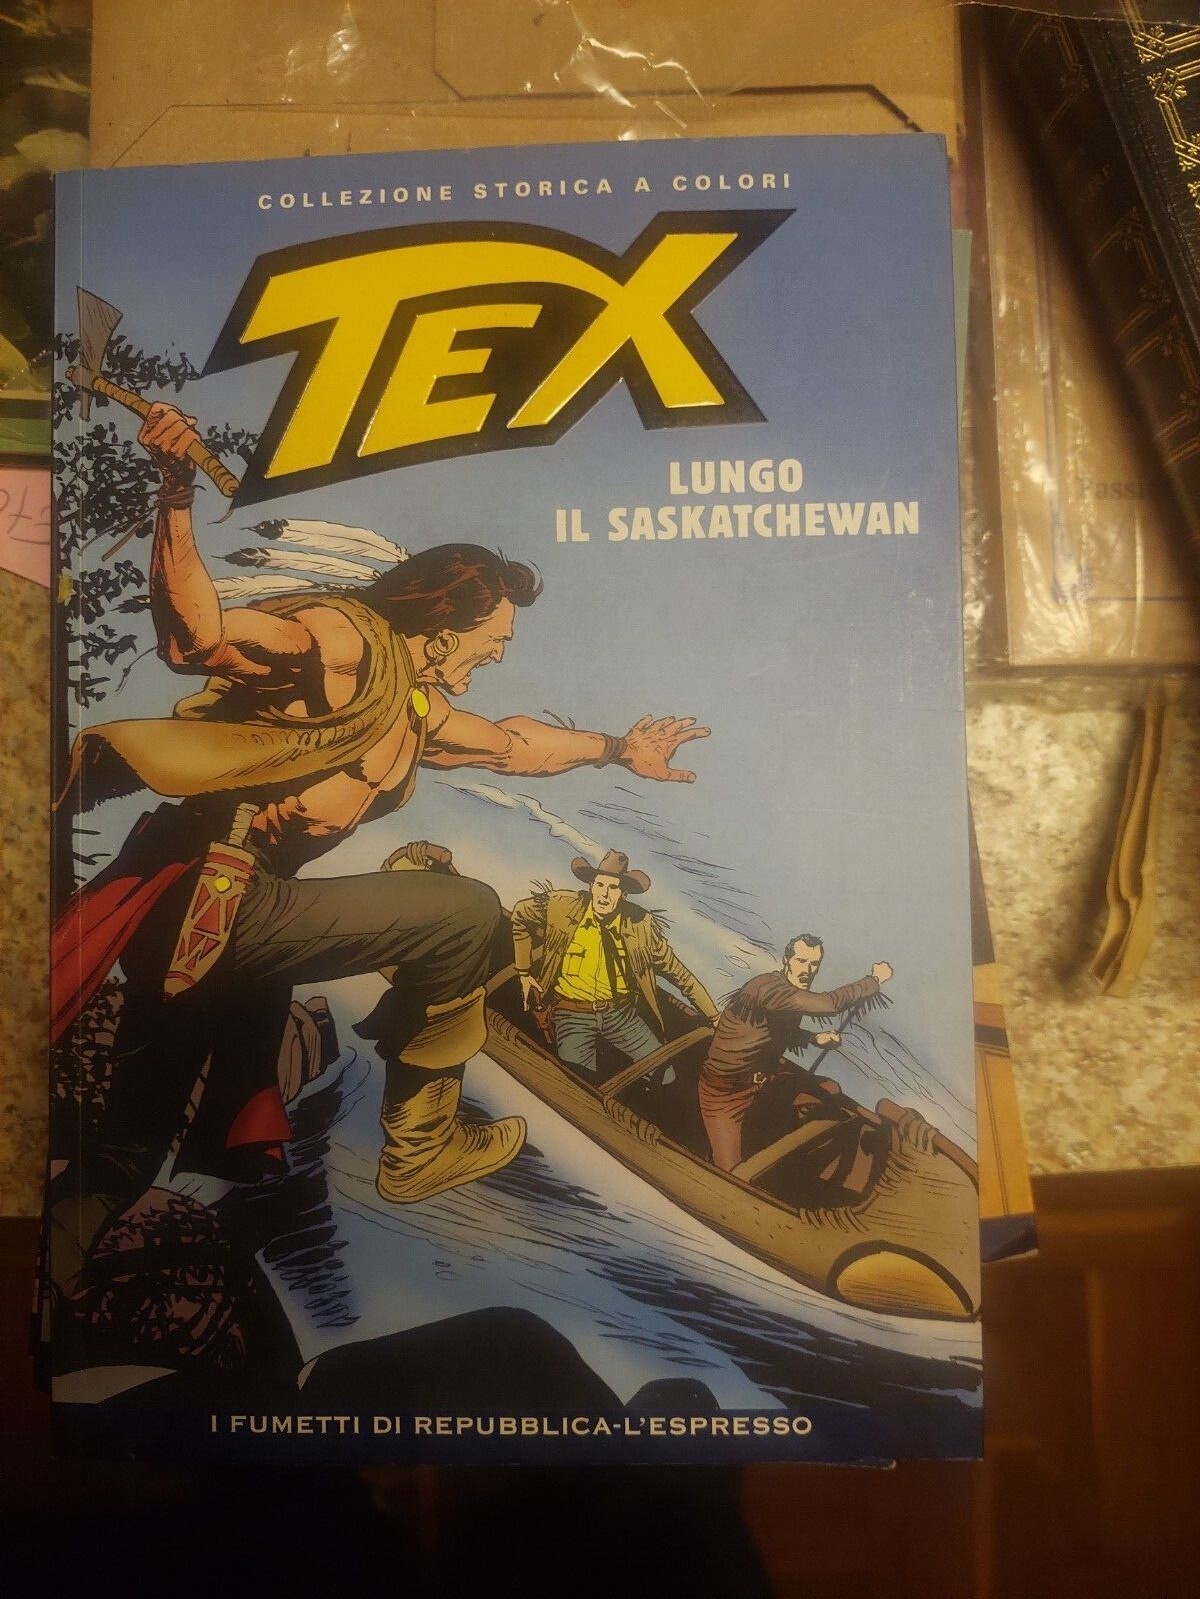 COLLEZIONE STORICA A COLORI
TEX
LUNGO
IL SASKATCHEWAN
I FUMETTI DI REPUBBLICA-L'ESPRESSO